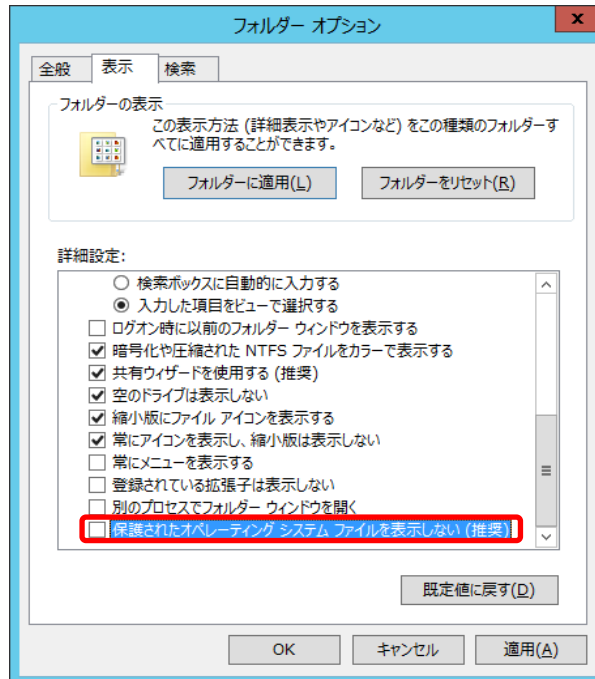 フォルダー オプション
x
全般
表示
検索
フォルダーの表示
この表示方法 (詳細表示やアイコンなど) をこの種類のフォルダーす
べてに適用することができます。
フォルダーに適用(L)
フォルダーをリセット(R)
詳細設定:
検索ボックスに自動的に入力する
入力した項目をビューで選択する
ログオン時に以前のフォルダー ウィンドウを表示する
暗号化や圧縮された NTFS ファイルをカラーで表示する
共有ウィザードを使用する (推奨)
空のドライブは表示しない
縮小版にファイル アイコンを表示する
常にアイコンを表示し、縮小版は表示しない
常にメニューを表示する
登録されている拡張子は表示しない
別のプロセスでフォルダー ウィンドウを開く
保護されたオペレーティング システム ファイルを表示しない (推奨)
既定値に戻す(D)
OK
キャンセル
適用(A)